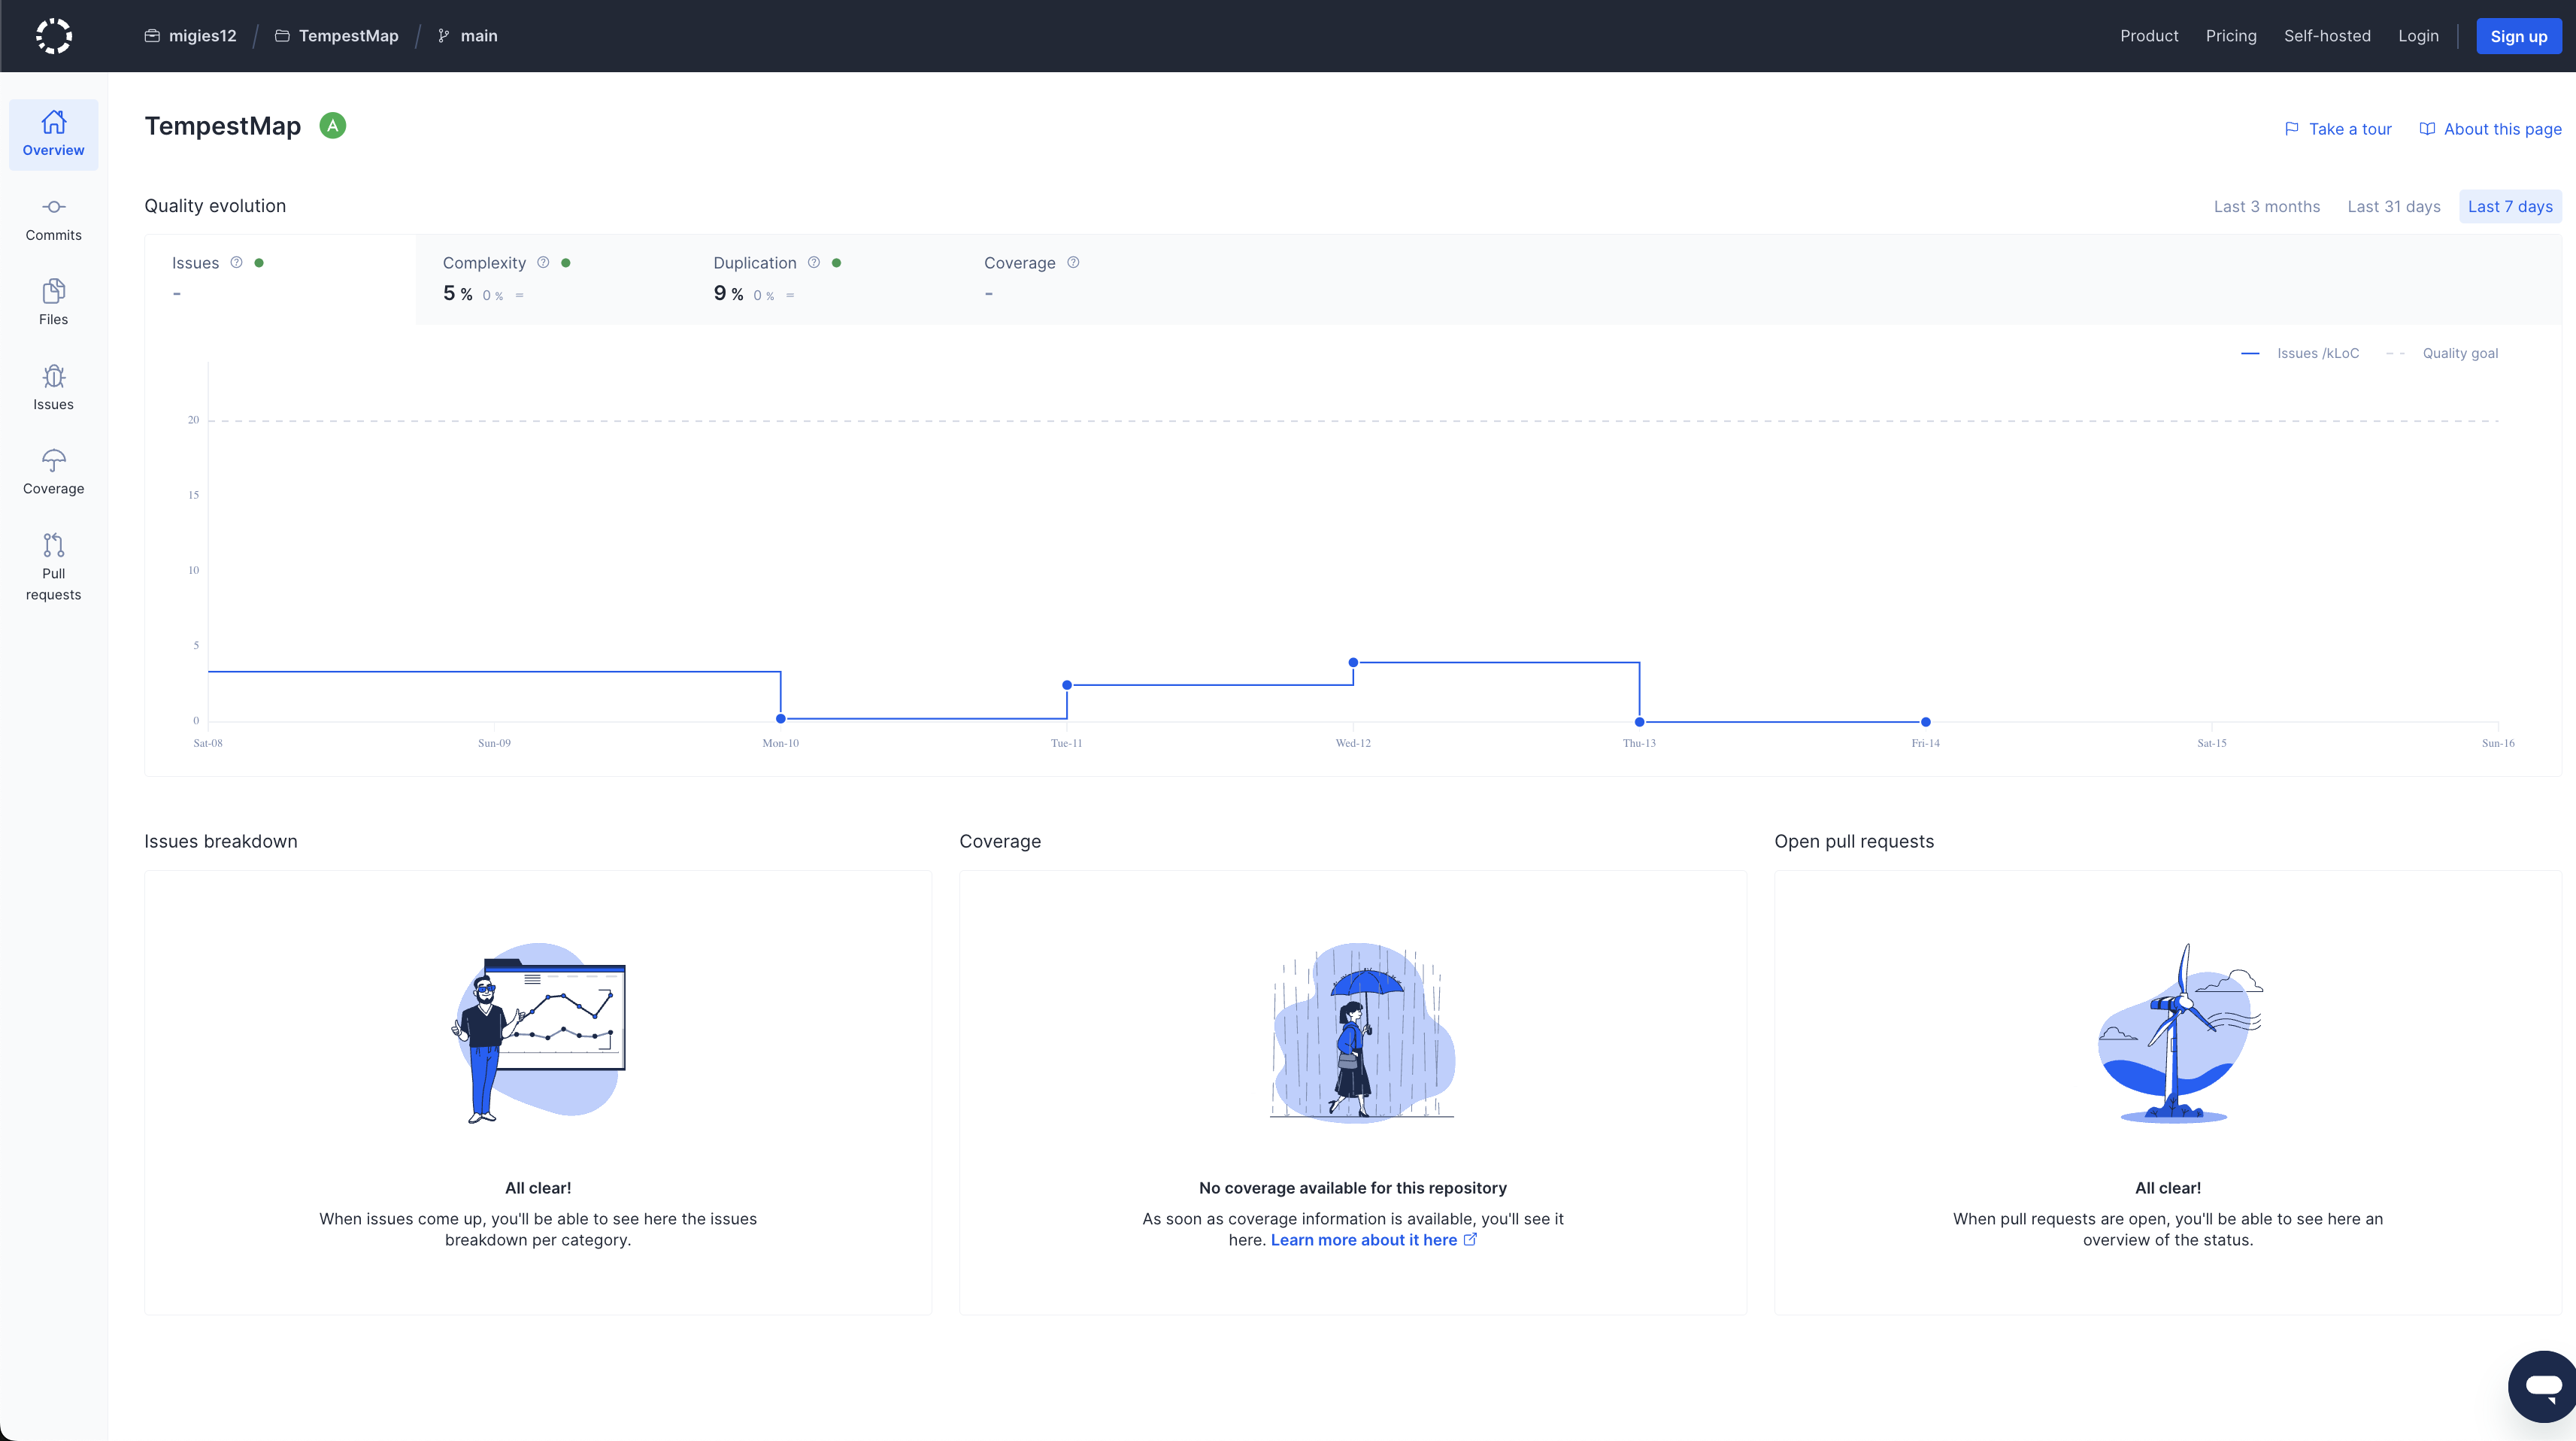 migies12 / TempestMap / main
Product Pricing Self-hosted Login Sign up
Overview
Commits
Files
Issues
Coverage
Pull
requests
TempestMap A
Take a tour About this page
Quality evolution
Last 3 months Last 31 days Last 7 days
Issues ? Complexity ? Duplication ? Coverage ?
- 5 % 0 % = 9 % 0 % = -
Issues /kLoC Quality goal
20
15
10
5
0
Sat-08 Sun-09 Mon-10 Tue-11 Wed-12 Thu-13 Fri-14 Sat-15 Sun-16
Issues breakdown
All clear!
When issues come up, you'll be able to see here the issues
breakdown per category.
Coverage
No coverage available for this repository
As soon as coverage information is available, you'll see it
here. Learn more about it here
Open pull requests
All clear!
When pull requests are open, you'll be able to see here an
overview of the status.